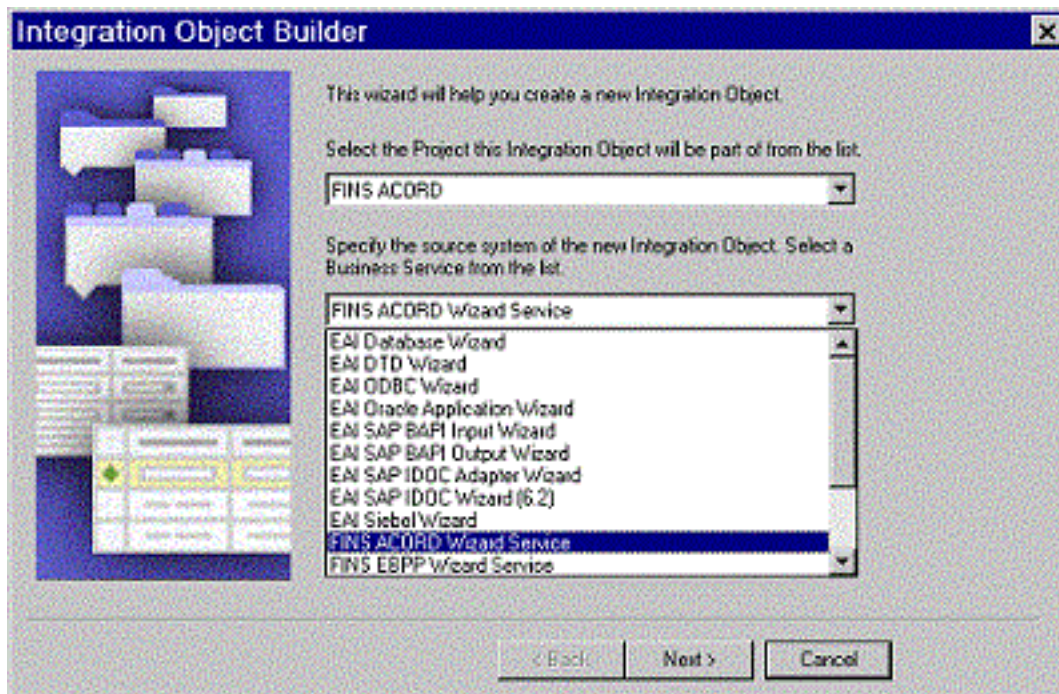 Integration Object Builder
This wizard will help you create a new Integration Object.
Select the Project this Integration Object will be part of from the list.
FINS ACORD
Specify the source system of the new Integration Object. Select a
Business Service from the list.
FINS ACORD Wizard Service
EAI Database Wizard
EAI DTD Wizard
EAI ODBC Wizard
EAI Oracle Application Wizard
EAI SAP BAPI Input Wizard
EAI SAP BAPI Output Wizard
EAI SAP IDOC Adapter Wizard
EAI SAP IDOC Wizard (6.2)
EAI Siebel Wizard
FINS ACORD Wizard Service
FINS EBPP Wizard Service
< Back
Next >
Cancel